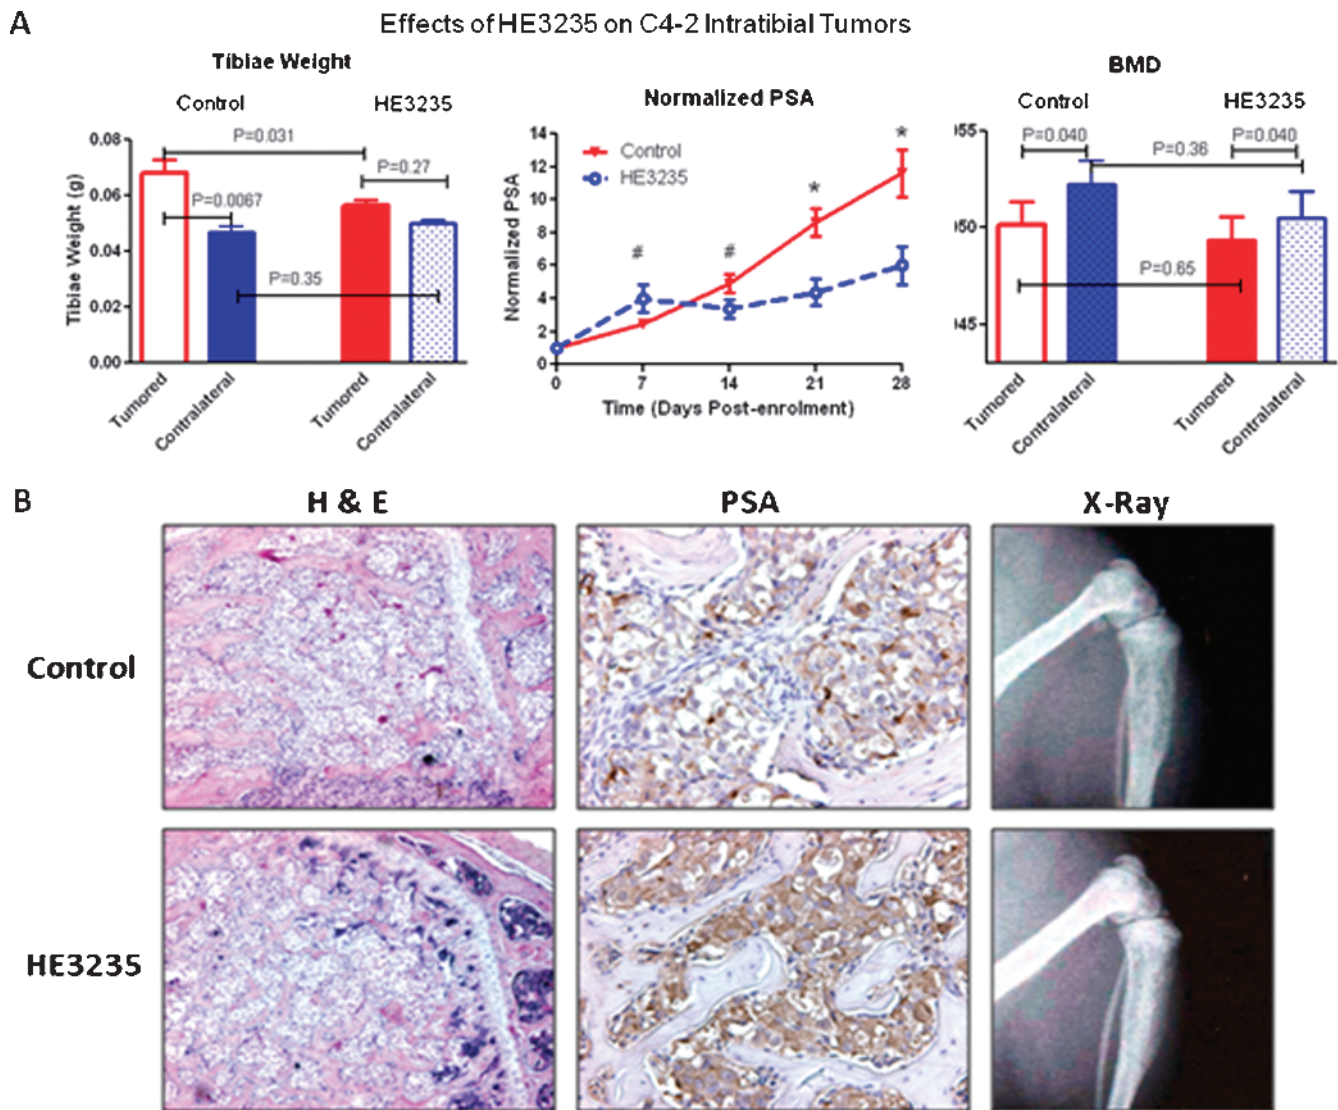 A
Effects of HE3235 on C4-2 Intratibial Tumors
Tibiae Weight
Control
HE3235
P=0.031
P=0.27
P=0.0067
P=0.35
Tibiae Weight (g)
0.08
0.06
0.04
0.02
0.00
Tumored
Contralateral
Tumored
Contralateral
Normalized PSA
Control
HE3235
#
#
*
*
Normalized PSA
14
12
10
8
6
4
2
0
0
7
14
21
28
Time (Days Post-enrolment)
BMD
Control
HE3235
P=0.040
P=0.040
P=0.36
P=0.65
Tumored
Contralateral
Tumored
Contralateral
B
H & E
PSA
X-Ray
Control
HE3235